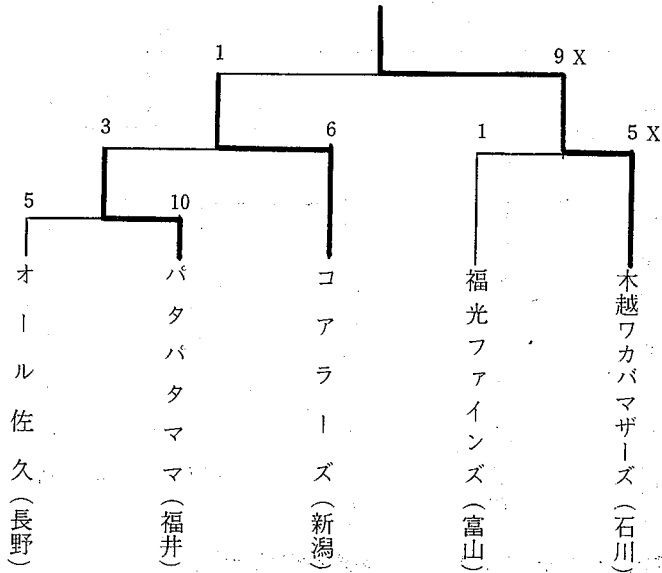 1
9 X
3
6
1
5 X
5
10
オール佐久(長野)
パタパタママ(福井)
コアラーズ(新潟)
福光ファインズ(富山)
木越ワカバマザーズ(石川)